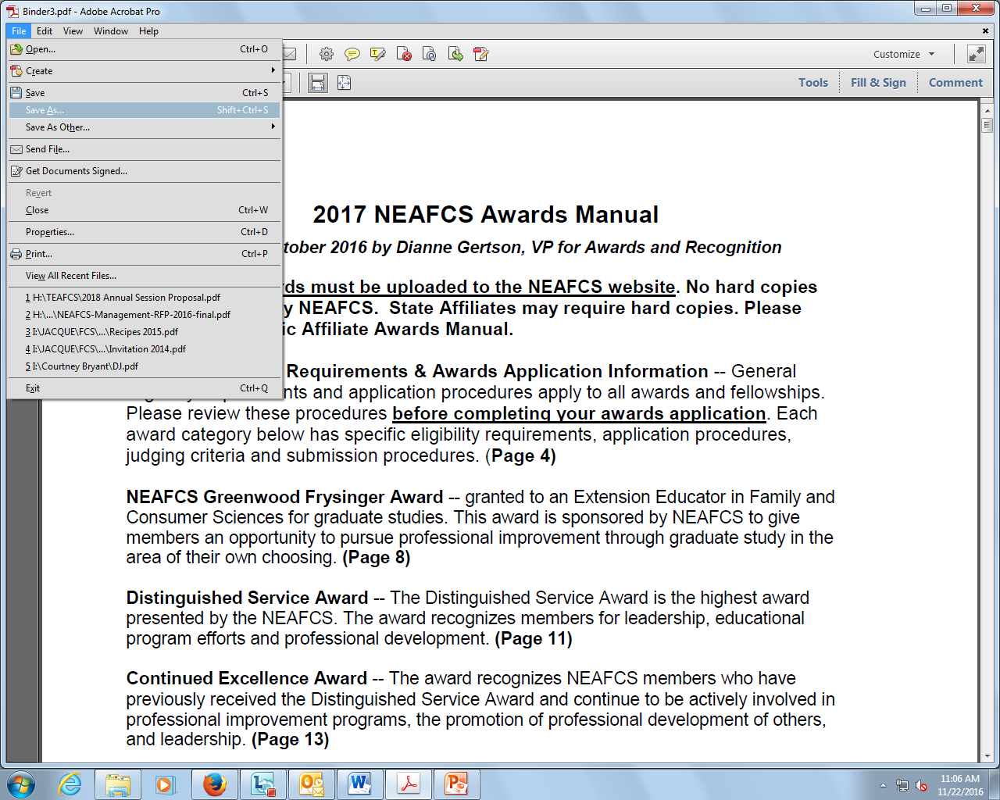 Binder3.pdf - Adobe Acrobat Pro
File Edit View Window Help
Open... Ctrl+O
Create
Save Ctrl+S
Save As... Shift+Ctrl+S
Save As Other...
Send File...
Get Documents Signed...
Revert
Close Ctrl+W
Properties... Ctrl+D
Print... Ctrl+P
View All Recent Files...
1 H:\TEAFCS\2018 Annual Session Proposal.pdf
2 H:\...\NEAFCS-Management-RFP-2016-final.pdf
3 I:\JACQUE\FCS\...\Recipes 2015.pdf
4 I:\JACQUE\FCS\...\Invitation 2014.pdf
5 I:\Courtney Bryant\DJ.pdf
Exit Ctrl+Q
Customize
Tools Fill & Sign Comment
2017 NEAFCS Awards Manual
tober 2016 by Dianne Gertson, VP for Awards and Recognition
rds must be uploaded to the NEAFCS website. No hard copies
y NEAFCS. State Affiliates may require hard copies. Please
ic Affiliate Awards Manual.
Requirements & Awards Application Information -- General
nts and application procedures apply to all awards and fellowships.
Please review these procedures before completing your awards application. Each
award category below has specific eligibility requirements, application procedures,
judging criteria and submission procedures. (Page 4)
NEAFCS Greenwood Frysinger Award -- granted to an Extension Educator in Family and
Consumer Sciences for graduate studies. This award is sponsored by NEAFCS to give
members an opportunity to pursue professional improvement through graduate study in the
area of their own choosing. (Page 8)
Distinguished Service Award -- The Distinguished Service Award is the highest award
presented by the NEAFCS. The award recognizes members for leadership, educational
program efforts and professional development. (Page 11)
Continued Excellence Award -- The award recognizes NEAFCS members who have
previously received the Distinguished Service Award and continue to be actively involved in
professional improvement programs, the promotion of professional development of others,
and leadership. (Page 13)
11:06 AM
11/22/2016